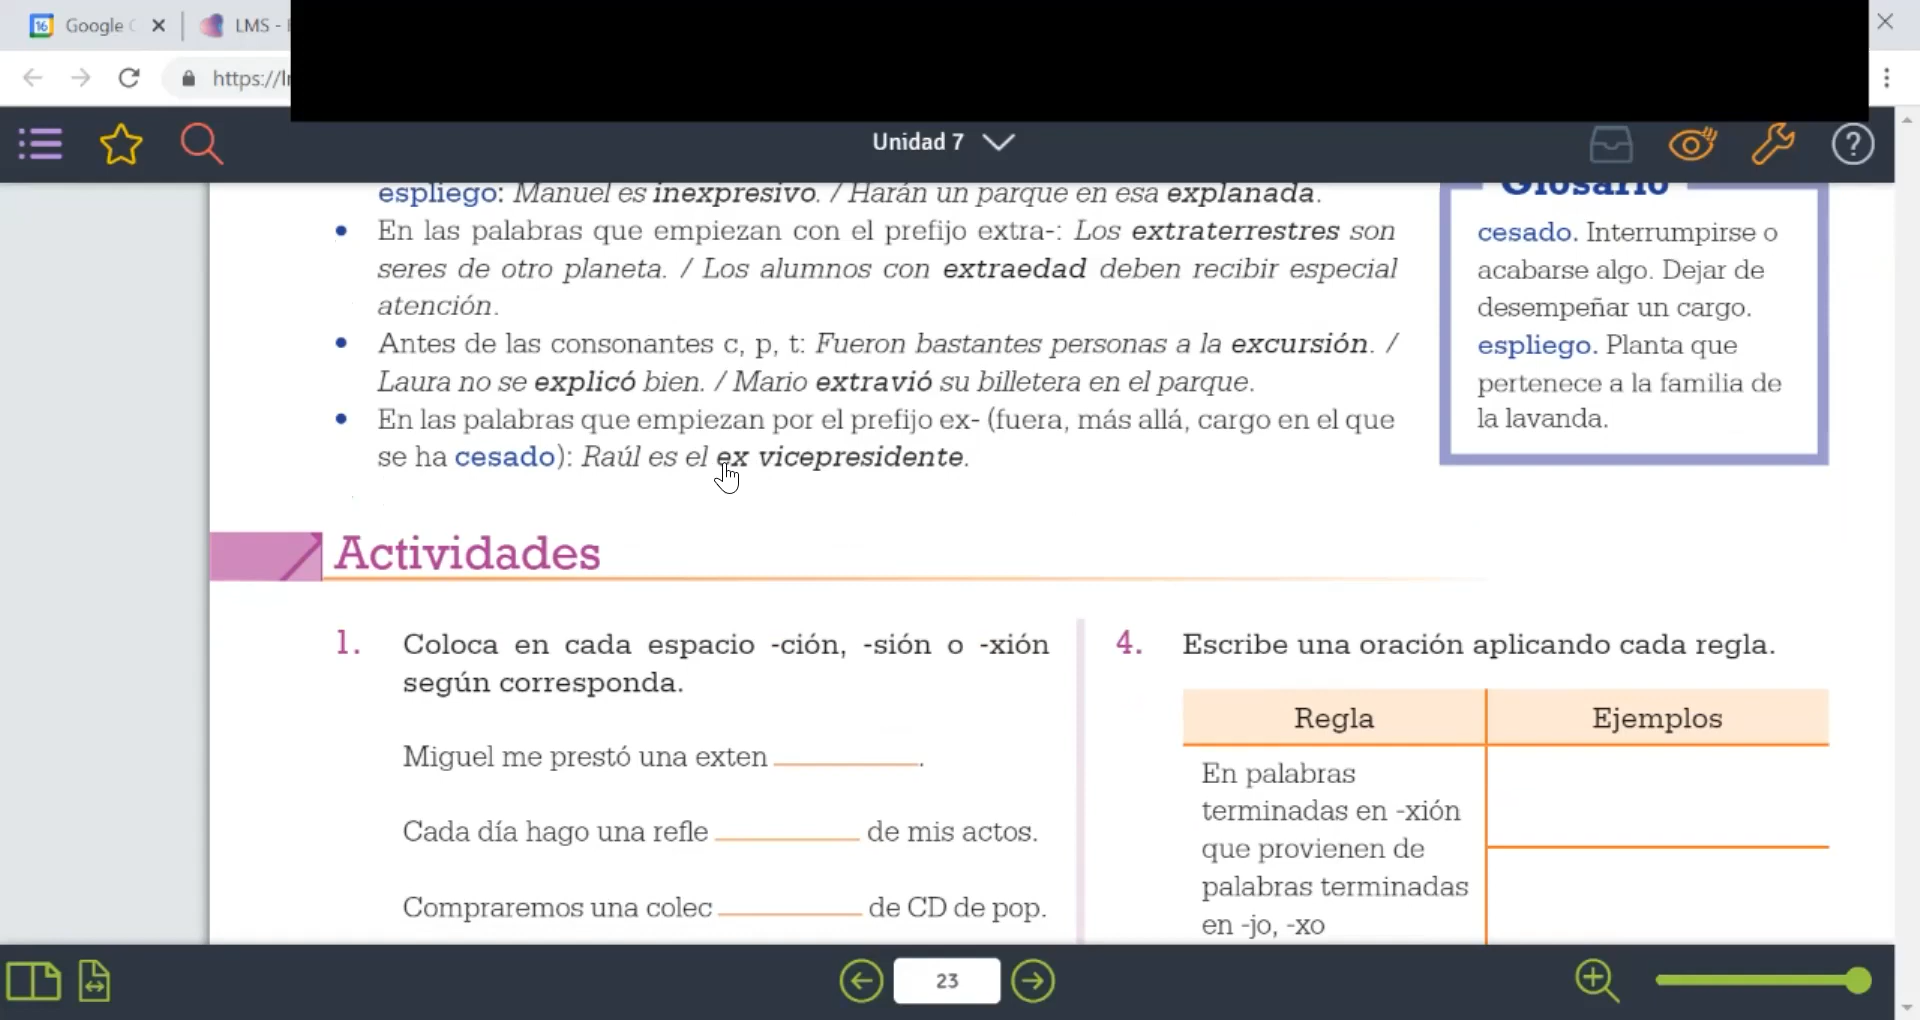 Google
LMS -
https://
Unidad 7
espliego: Manuel es inexpresivo. / Harán un parque en esa explanada.
• En las palabras que empiezan con el prefijo extra-: Los extraterrestres son
seres de otro planeta. / Los alumnos con extraedad deben recibir especial
atención.
• Antes de las consonantes c, p, t: Fueron bastantes personas a la excursión. /
Laura no se explicó bien. / Mario extravió su billetera en el parque.
• En las palabras que empiezan por el prefijo ex- (fuera, más allá, cargo en el que
se ha cesado): Raúl es el ex vicepresidente.
Glosario
cesado. Interrumpirse o
acabarse algo. Dejar de
desempeñar un cargo.
espliego. Planta que
pertenece a la familia de
la lavanda.
Actividades
1. Coloca en cada espacio -ción, -sión o -xión
según corresponda.
Miguel me prestó una exten ________.
Cada día hago una refle ________ de mis actos.
Compraremos una colec ________ de CD de pop.
4. Escribe una oración aplicando cada regla.
Regla Ejemplos
En palabras
terminadas en -xión
que provienen de
palabras terminadas
en -jo, -xo
23